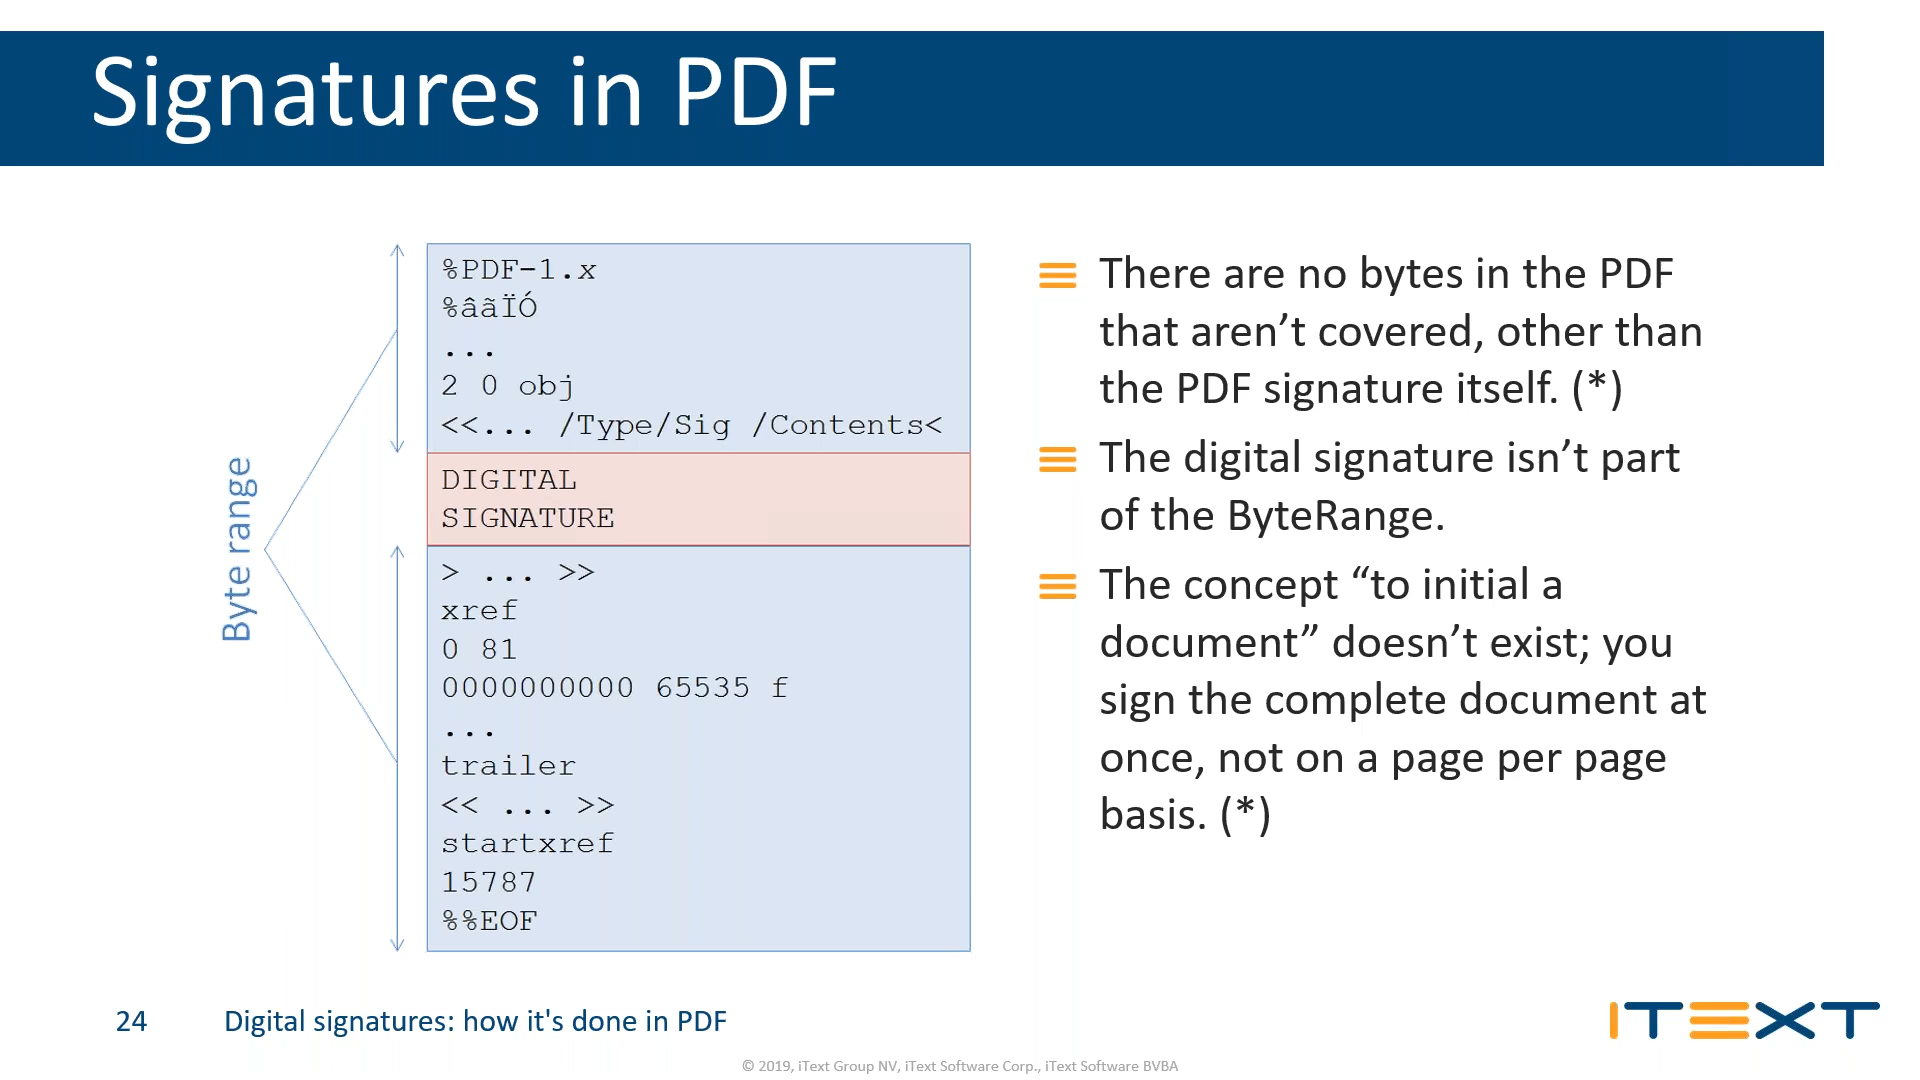 Signatures in PDF
Byte range
%PDF-1.x
%âãÏÓ
...
2 0 obj
<<... /Type/Sig /Contents<
DIGITAL
SIGNATURE
> ... >>
xref
0 81
0000000000 65535 f
...
trailer
<< ... >>
startxref
15787
%%EOF
There are no bytes in the PDF
that aren’t covered, other than
the PDF signature itself. (*)
The digital signature isn’t part
of the ByteRange.
The concept “to initial a
document” doesn’t exist; you
sign the complete document at
once, not on a page per page
basis. (*)
24 Digital signatures: how it's done in PDF
ITEXT
© 2019, iText Group NV, iText Software Corp., iText Software BVBA